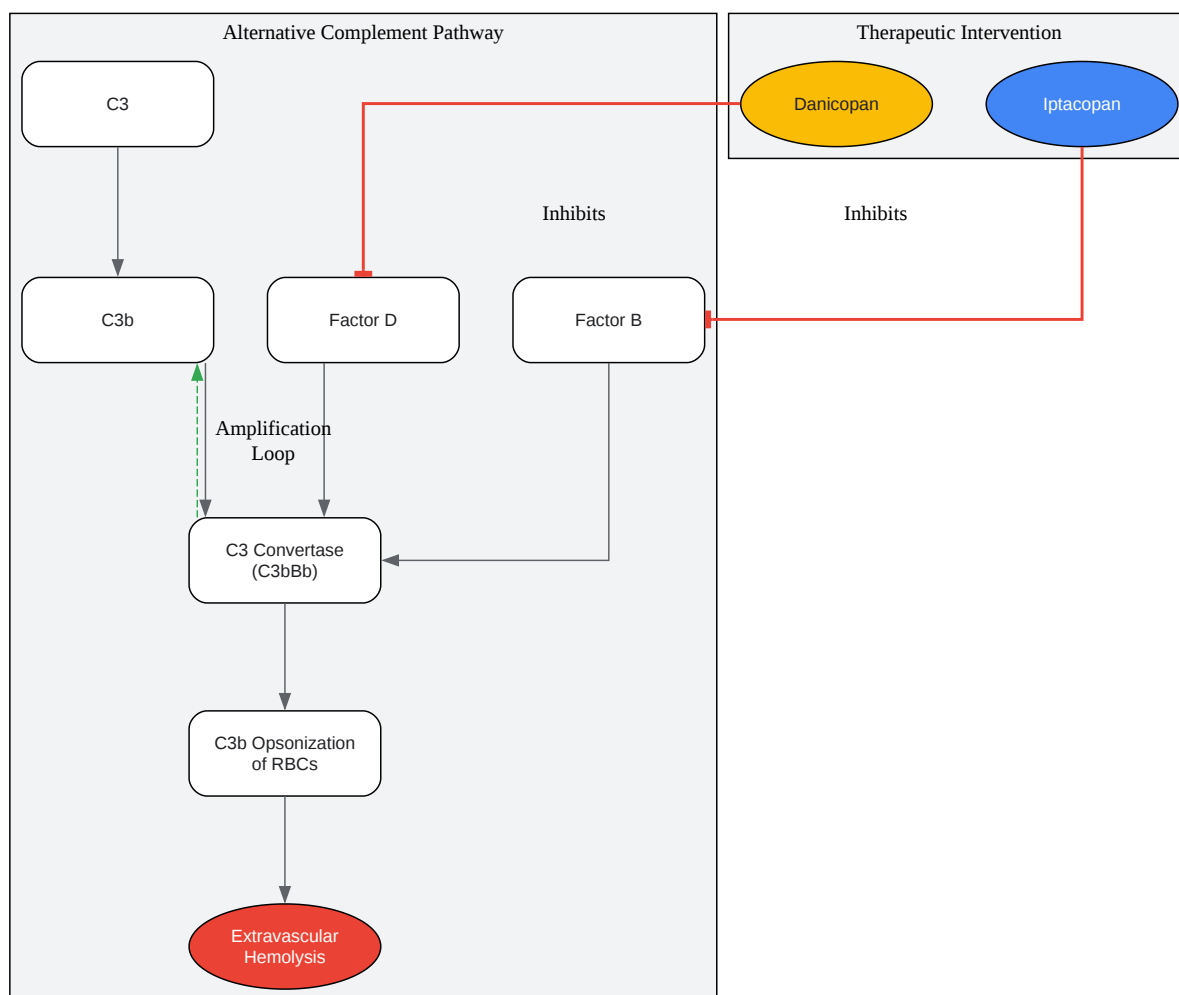 Alternative Complement Pathway
Therapeutic Intervention
C3
Danicopan
Iptacopan
Inhibits
Inhibits
C3b
Factor D
Factor B
Amplification
Loop
C3 Convertase
(C3bBb)
C3b Opsonization
of RBCs
Extravascular
Hemolysis